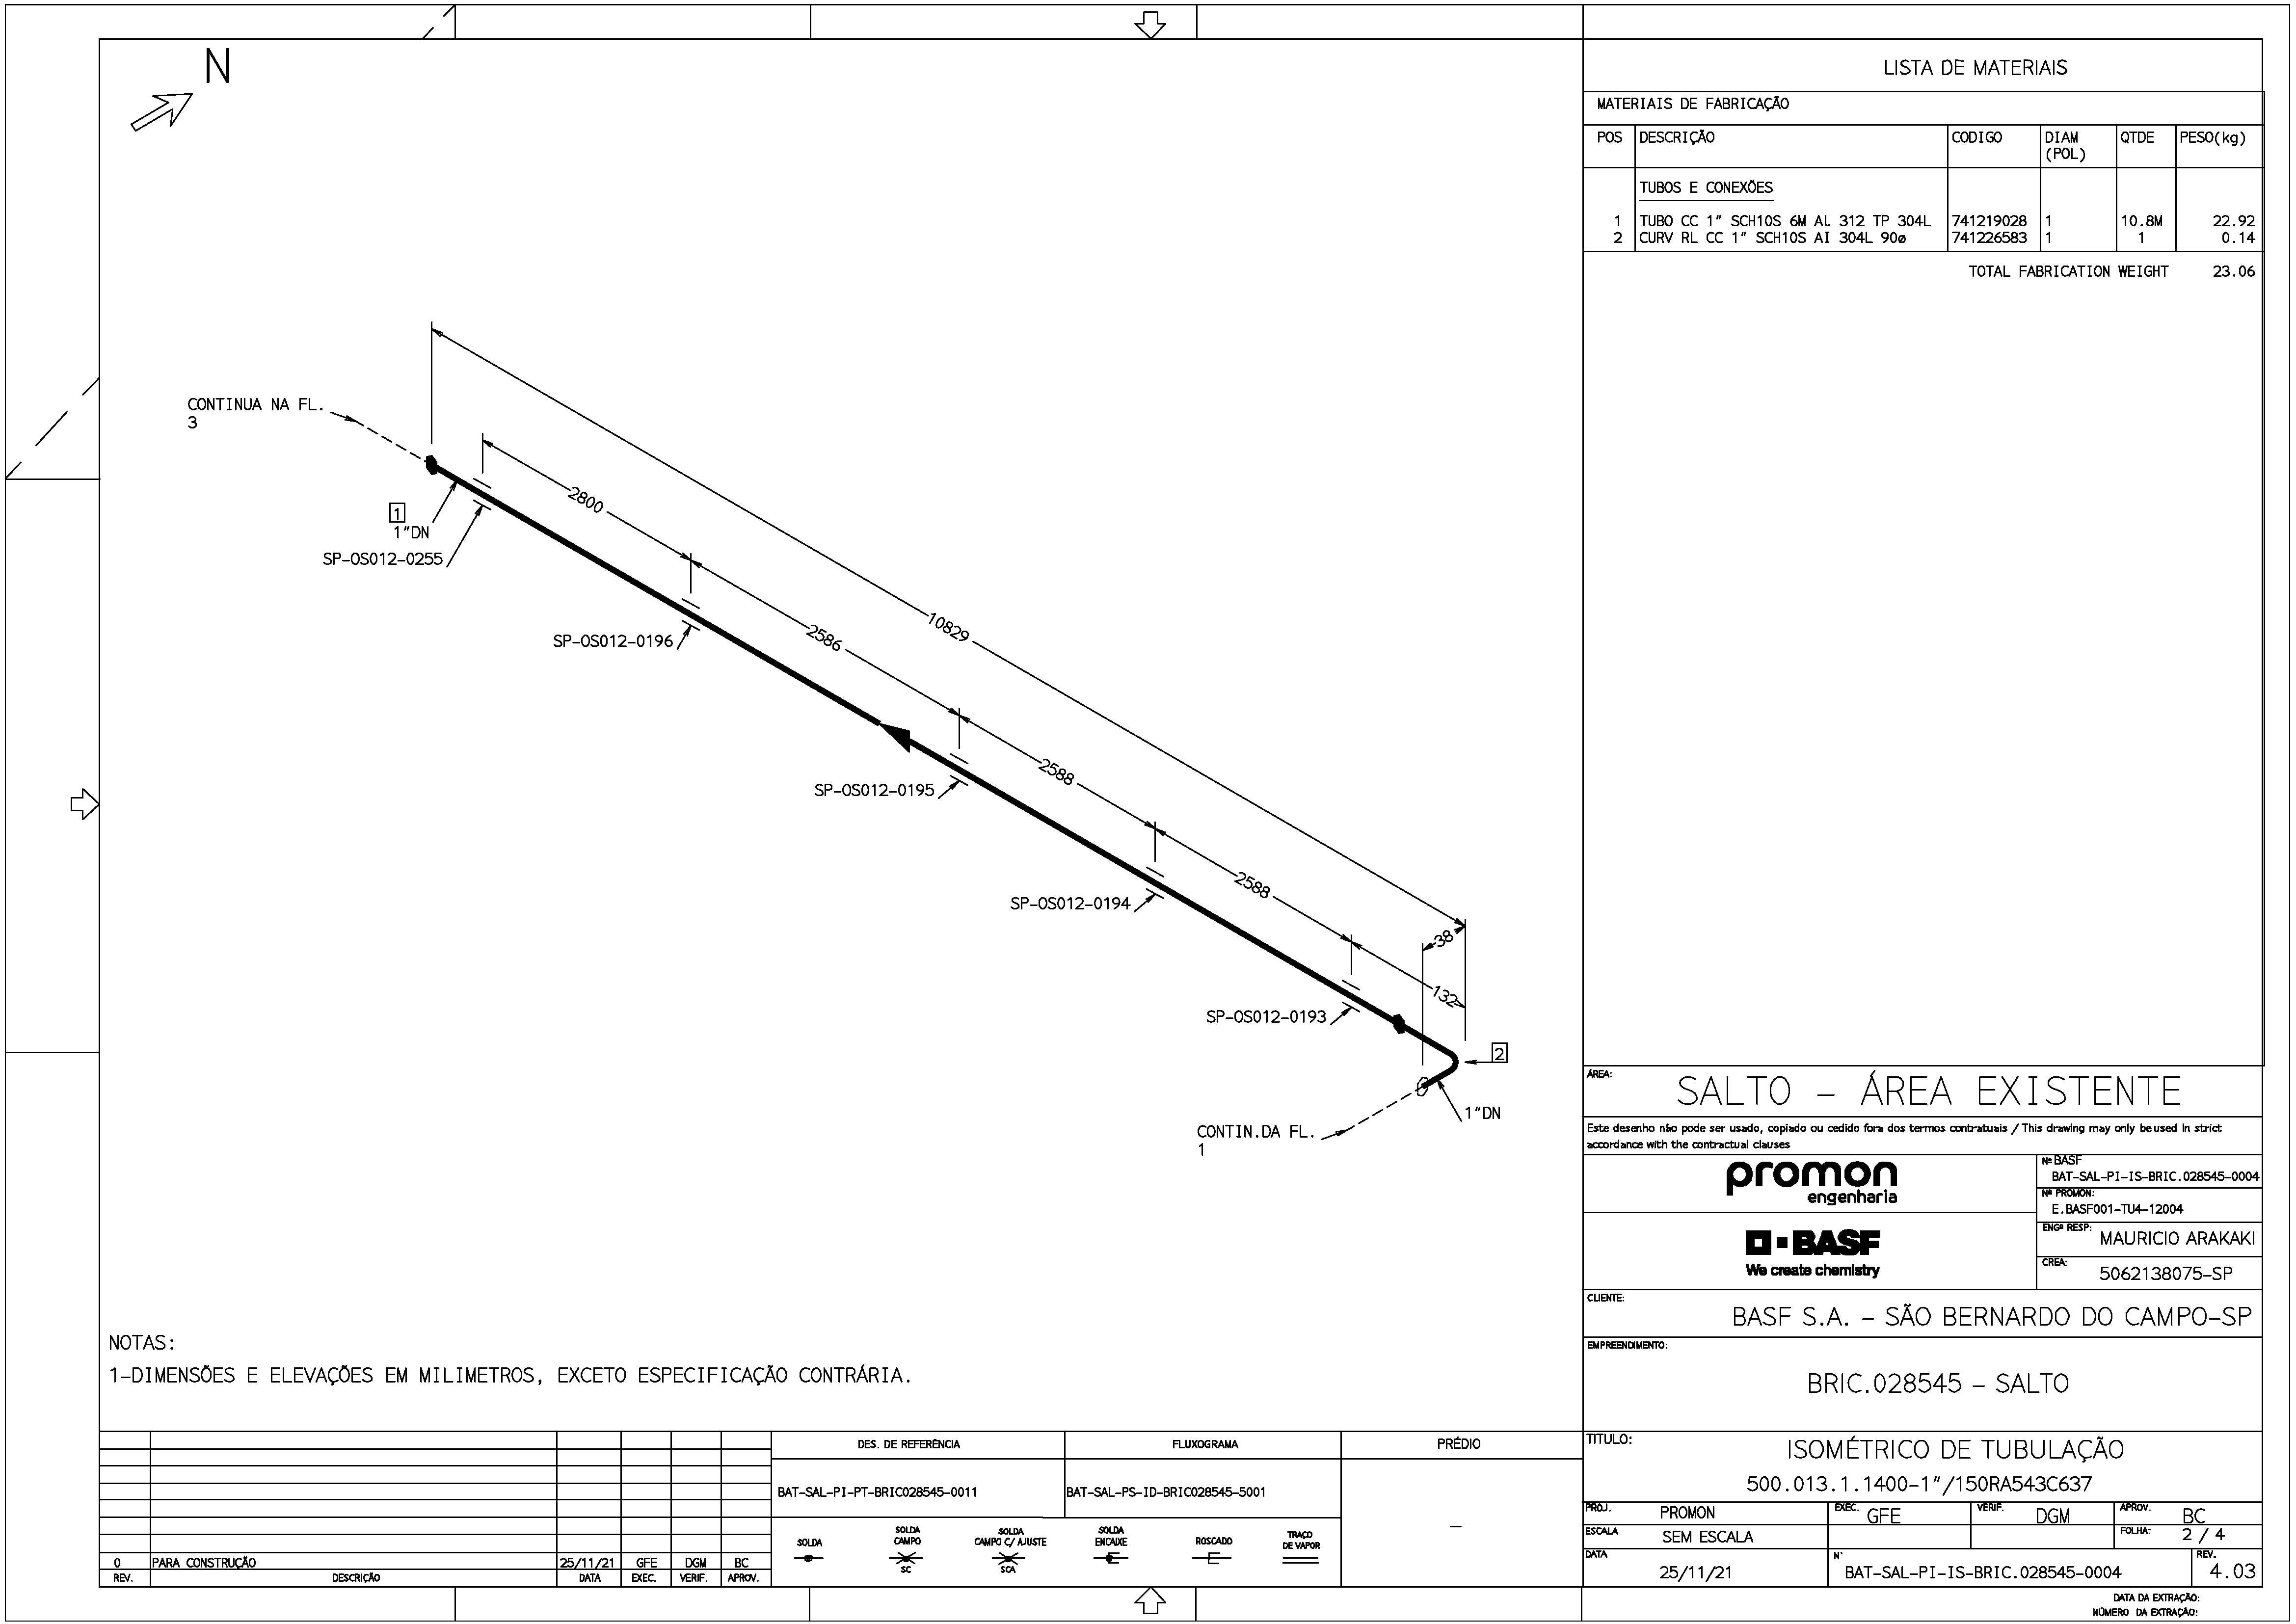 N
LISTA DE MATERIAIS
MATERIAIS DE FABRICAÇÃO
POS DESCRIÇÃO CODIGO DIAM (POL) QTDE PESO(kg)
TUBOS E CONEXÕES
1 TUBO CC 1" SCH10S 6M AL 312 TP 304L 741219028 1 10.8M 22.92
2 CURV RL CC 1" SCH10S AI 304L 90ø 741226583 1 1 0.14
TOTAL FABRICATION WEIGHT 23.06
CONTINUA NA FL.
3
1
1"DN
SP-OS012-0255
2800
SP-OS012-0196
2586
10829
SP-OS012-0195
2588
SP-OS012-0194
2588
38
132
SP-OS012-0193
2
1"DN
CONTIN.DA FL.
1
NOTAS:
1-DIMENSÕES E ELEVAÇÕES EM MILIMETROS, EXCETO ESPECIFICAÇÃO CONTRÁRIA.
ÁREA:
SALTO - ÁREA EXISTENTE
Este desenho não pode ser usado, copiado ou cedido fora dos termos contratuais / This drawing may only be used in strict
accordance with the contractual clauses
promon
engenharia
Nº BASF
BAT-SAL-PI-IS-BRIC.028545-0004
Nº PROMON:
E.BASF001-TU4-12004
BASF
We create chemistry
ENGº RESP:
MAURICIO ARAKAKI
CREA:
5062138075-SP
CLIENTE:
BASF S.A. - SÃO BERNARDO DO CAMPO-SP
EMPREENDIMENTO:
BRIC.028545 - SALTO
TITULO:
ISOMÉTRICO DE TUBULAÇÃO
500.013.1.1400-1"/150RA543C637
PROJ. PROMON EXEC. GFE VERIF. DGM APROV. BC
ESCALA SEM ESCALA FOLHA: 2 / 4
DATA 25/11/21 N° BAT-SAL-PI-IS-BRIC.028545-0004 REV. 4.03
DATA DA EXTRAÇÃO:
NÚMERO DA EXTRAÇÃO:
0 PARA CONSTRUÇÃO 25/11/21 GFE DGM BC
REV. DESCRIÇÃO DATA EXEC. VERIF. APROV.
DES. DE REFERÊNCIA FLUXOGRAMA PRÉDIO
BAT-SAL-PI-PT-BRIC028545-0011 BAT-SAL-PS-ID-BRIC028545-5001 -
SOLDA
SOLDA CAMPO
SC
SOLDA CAMPO C/ AJUSTE
SCA
SOLDA ENCAIXE
ROSCADO
TRAÇO DE VAPOR